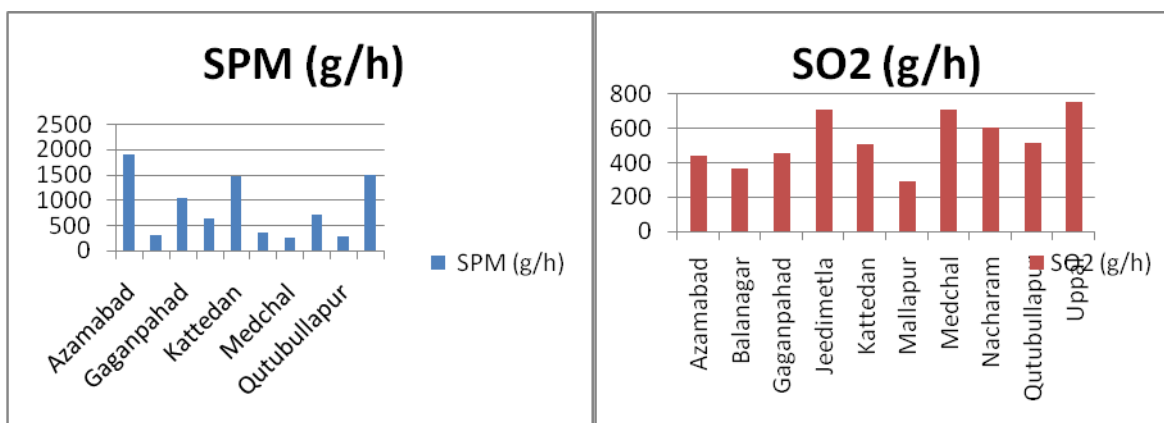 SPM (g/h)
2500
2000
1500
1000
500
0
Azamabad
Gaganpahad
Kattedan
Medchal
Qutubullapur
SPM (g/h)
SO2 (g/h)
800
600
400
200
0
Azamabad
Balanagar
Gaganpahad
Jeedimetla
Kattedan
Mallapur
Medchal
Nacharam
Qutubullapur
Uppal
SO2 (g/h)